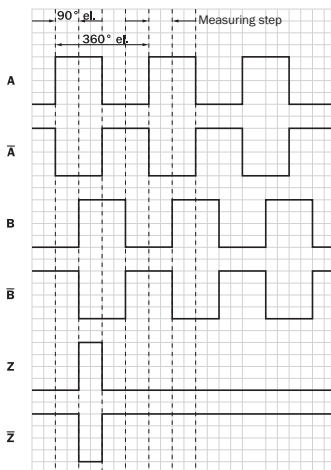 90° el.
Measuring step
360° el.
A
A̅
B
B̅
Z
Z̅